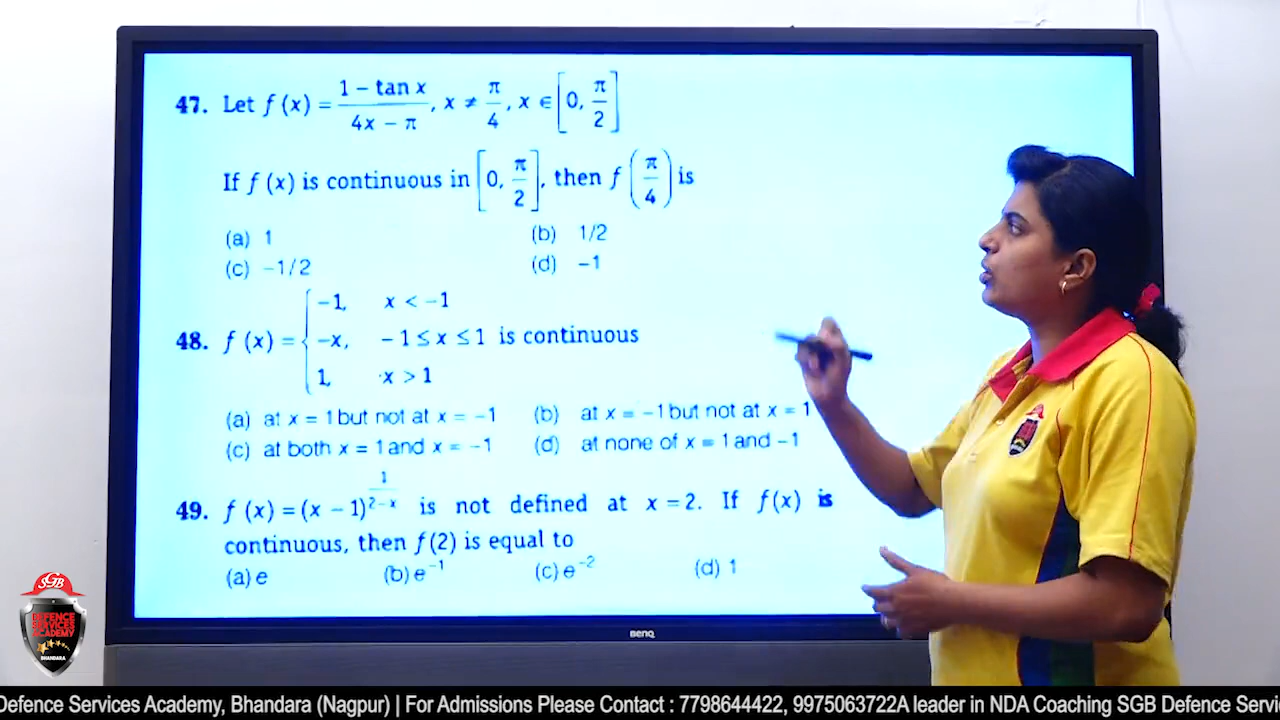 47. Let f (x) = (1 − tan x)/(4x − π), x ≠ π/4, x ∈ [0, π/2]
If f (x) is continuous in [0, π/2], then f (π/4) is
(a) 1 (b) 1/2
(c) −1/2 (d) −1
48. f (x) = { −1, x < −1
−x, −1 ≤ x ≤ 1 is continuous
1, x > 1
(a) at x = 1 but not at x = −1 (b) at x = −1 but not at x = 1
(c) at both x = 1 and x = −1 (d) at none of x = 1 and −1
49. f (x) = (x − 1)^(1/(2−x)) is not defined at x = 2. If f(x) is
continuous, then f(2) is equal to
(a) e (b) e⁻¹ (c) e⁻² (d) 1
BenQ
SGB
DEFENCE
SERVICES
ACADEMY
BHANDARA
Defence Services Academy, Bhandara (Nagpur) | For Admissions Please Contact : 7798644422, 9975063722A leader in NDA Coaching SGB Defence Servi